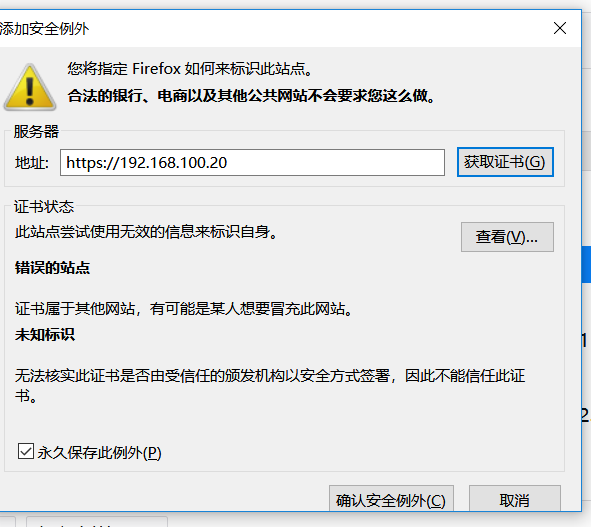 添加安全例外
您将指定 Firefox 如何来标识此站点。
合法的银行、电商以及其他公共网站不会要求您这么做。
服务器
地址: https://192.168.100.20 获取证书(G)
证书状态
此站点尝试使用无效的信息来标识自身。
查看(V)...
错误的站点
证书属于其他网站，有可能是某人想要冒充此网站。
未知标识
无法核实此证书是否由受信任的颁发机构以安全方式签署，因此不能信任此证
书。
永久保存此例外(P)
确认安全例外(C) 取消
1
2